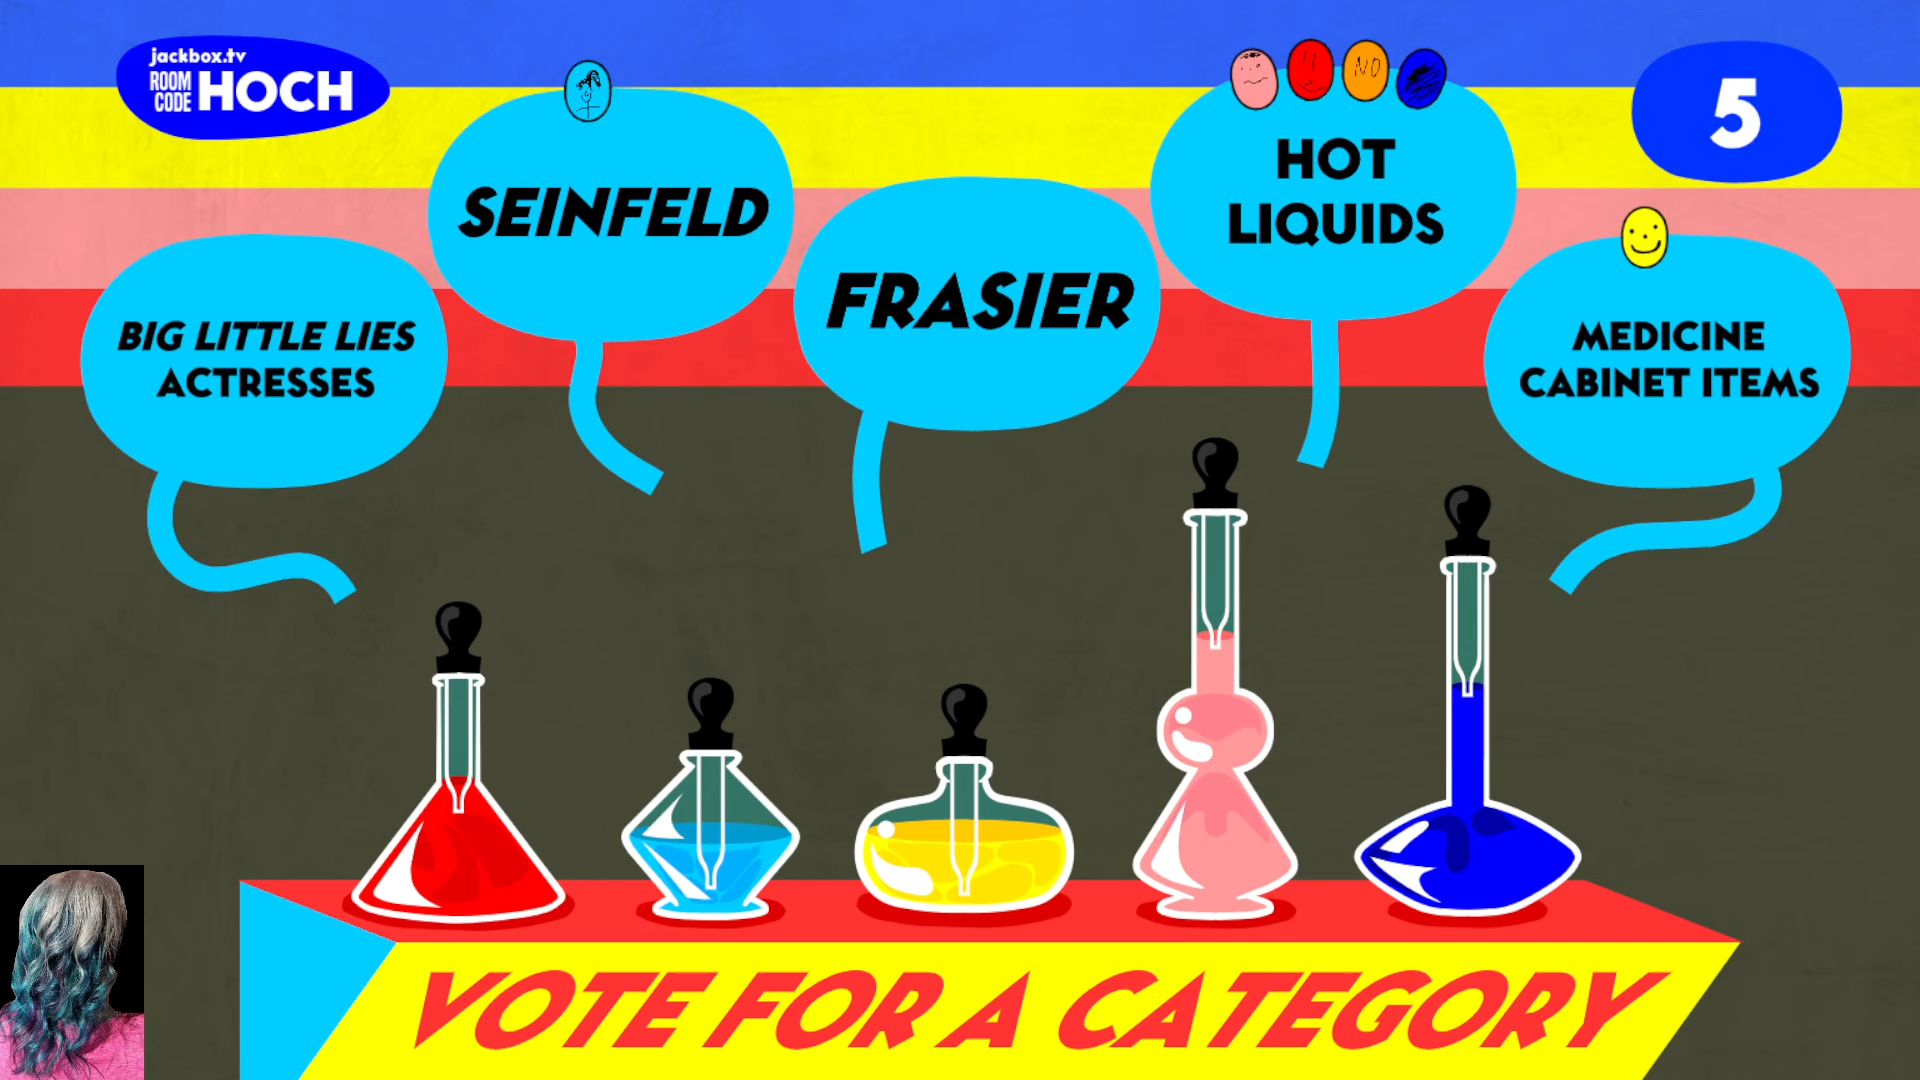 jackbox.tv
ROOM
CODE
HOCH
5
NO
SEINFELD
HOT
LIQUIDS
FRASIER
BIG LITTLE LIES
ACTRESSES
MEDICINE
CABINET ITEMS
VOTE FOR A CATEGORY